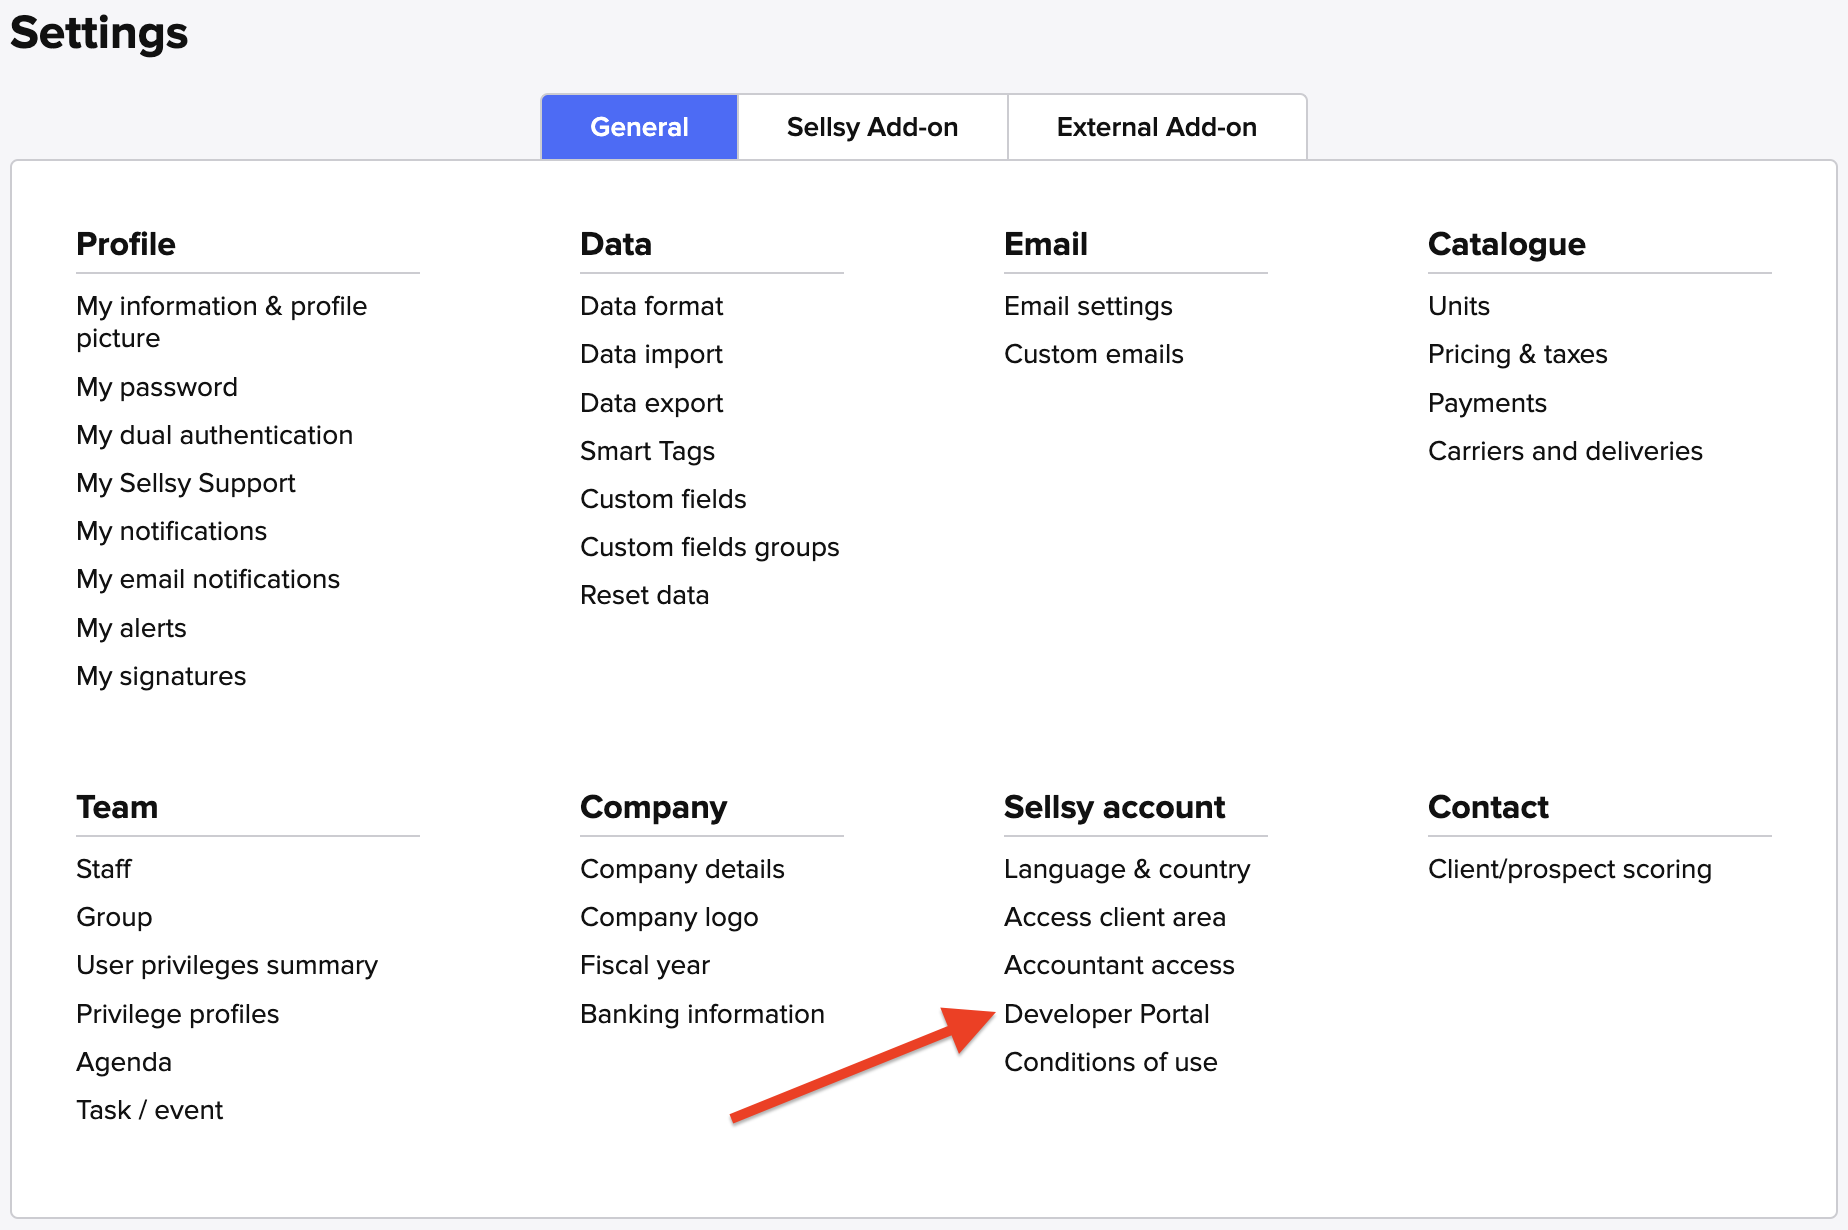 Settings
General
Sellsy Add-on
External Add-on
Profile
My information & profile
picture
My password
My dual authentication
My Sellsy Support
My notifications
My email notifications
My alerts
My signatures
Data
Data format
Data import
Data export
Smart Tags
Custom fields
Custom fields groups
Reset data
Email
Email settings
Custom emails
Catalogue
Units
Pricing & taxes
Payments
Carriers and deliveries
Team
Staff
Group
User privileges summary
Privilege profiles
Agenda
Task / event
Company
Company details
Company logo
Fiscal year
Banking information
Sellsy account
Language & country
Access client area
Accountant access
Developer Portal
Conditions of use
Contact
Client/prospect scoring